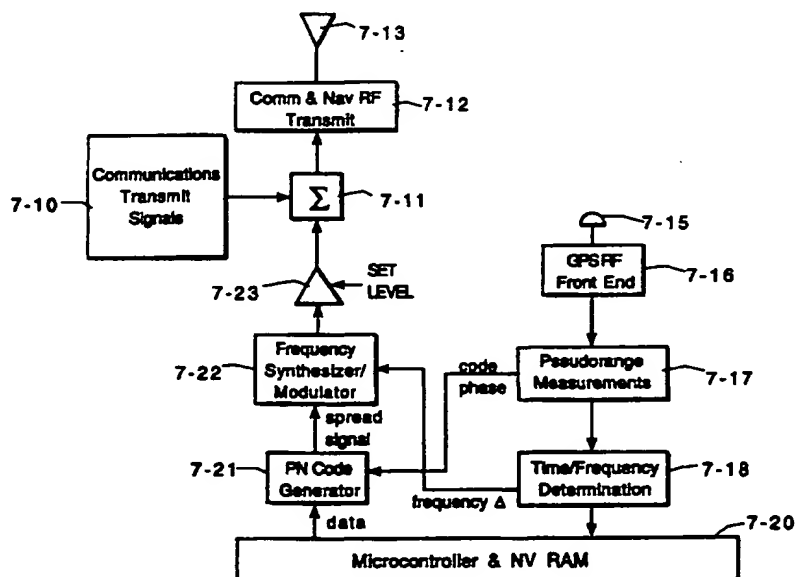 7-13
Comm & Nav RF
Transmit
7-12
Communications
Transmit
Signals
7-10
Σ
7-11
7-15
GPS RF
Front End
7-16
7-23
SET
LEVEL
Frequency
Synthesizer/
Modulator
7-22
code
phase
Pseudorange
Measurements
7-17
spread
signal
7-21
PN Code
Generator
Time/Frequency
Determination
7-18
frequency Δ
data
7-20
Microcontroller & NV RAM